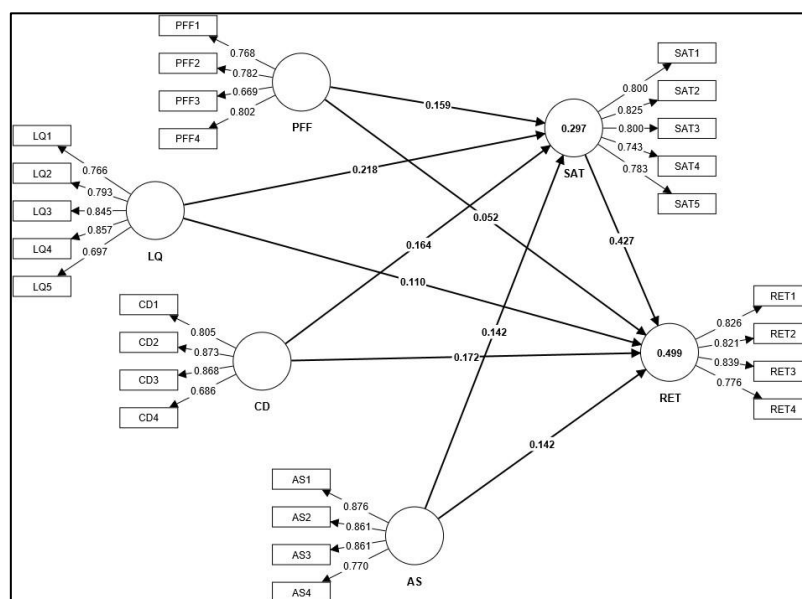 PFF1
0.768
PFF2
0.782
PFF3
0.669
PFF4
0.802
PFF
SAT1
0.800
SAT2
0.825
0.800
SAT3
0.743
SAT4
0.783
SAT5
0.297
SAT
0.159
LQ1
0.766
LQ2
0.793
LQ3
0.845
LQ4
0.857
LQ5
0.697
LQ
0.218
0.164
0.052
0.427
0.110
CD1
0.805
CD2
0.873
CD3
0.868
CD4
0.686
CD
0.142
0.172
RET1
0.826
RET2
0.821
RET3
0.839
RET4
0.776
0.499
RET
0.142
AS1
0.876
AS2
0.861
AS3
0.861
AS4
0.770
AS